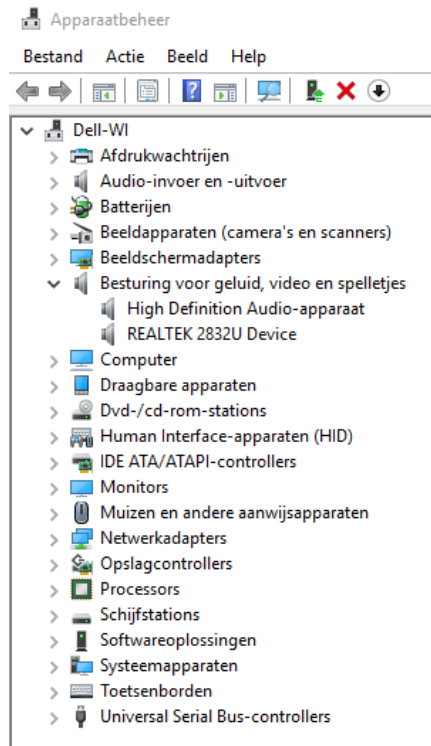 Apparaatbeheer
Bestand Actie Beeld Help
Dell-WI
Afdrukwachtrijen
Audio-invoer en -uitvoer
Batterijen
Beeldapparaten (camera's en scanners)
Beeldschermadapters
Besturing voor geluid, video en spelletjes
High Definition Audio-apparaat
REALTEK 2832U Device
Computer
Draagbare apparaten
Dvd-/cd-rom-stations
Human Interface-apparaten (HID)
IDE ATA/ATAPI-controllers
Monitors
Muizen en andere aanwijsapparaten
Netwerkadapters
Opslagcontrollers
Processors
Schijfstations
Softwareoplossingen
Systeemapparaten
Toetsenborden
Universal Serial Bus-controllers